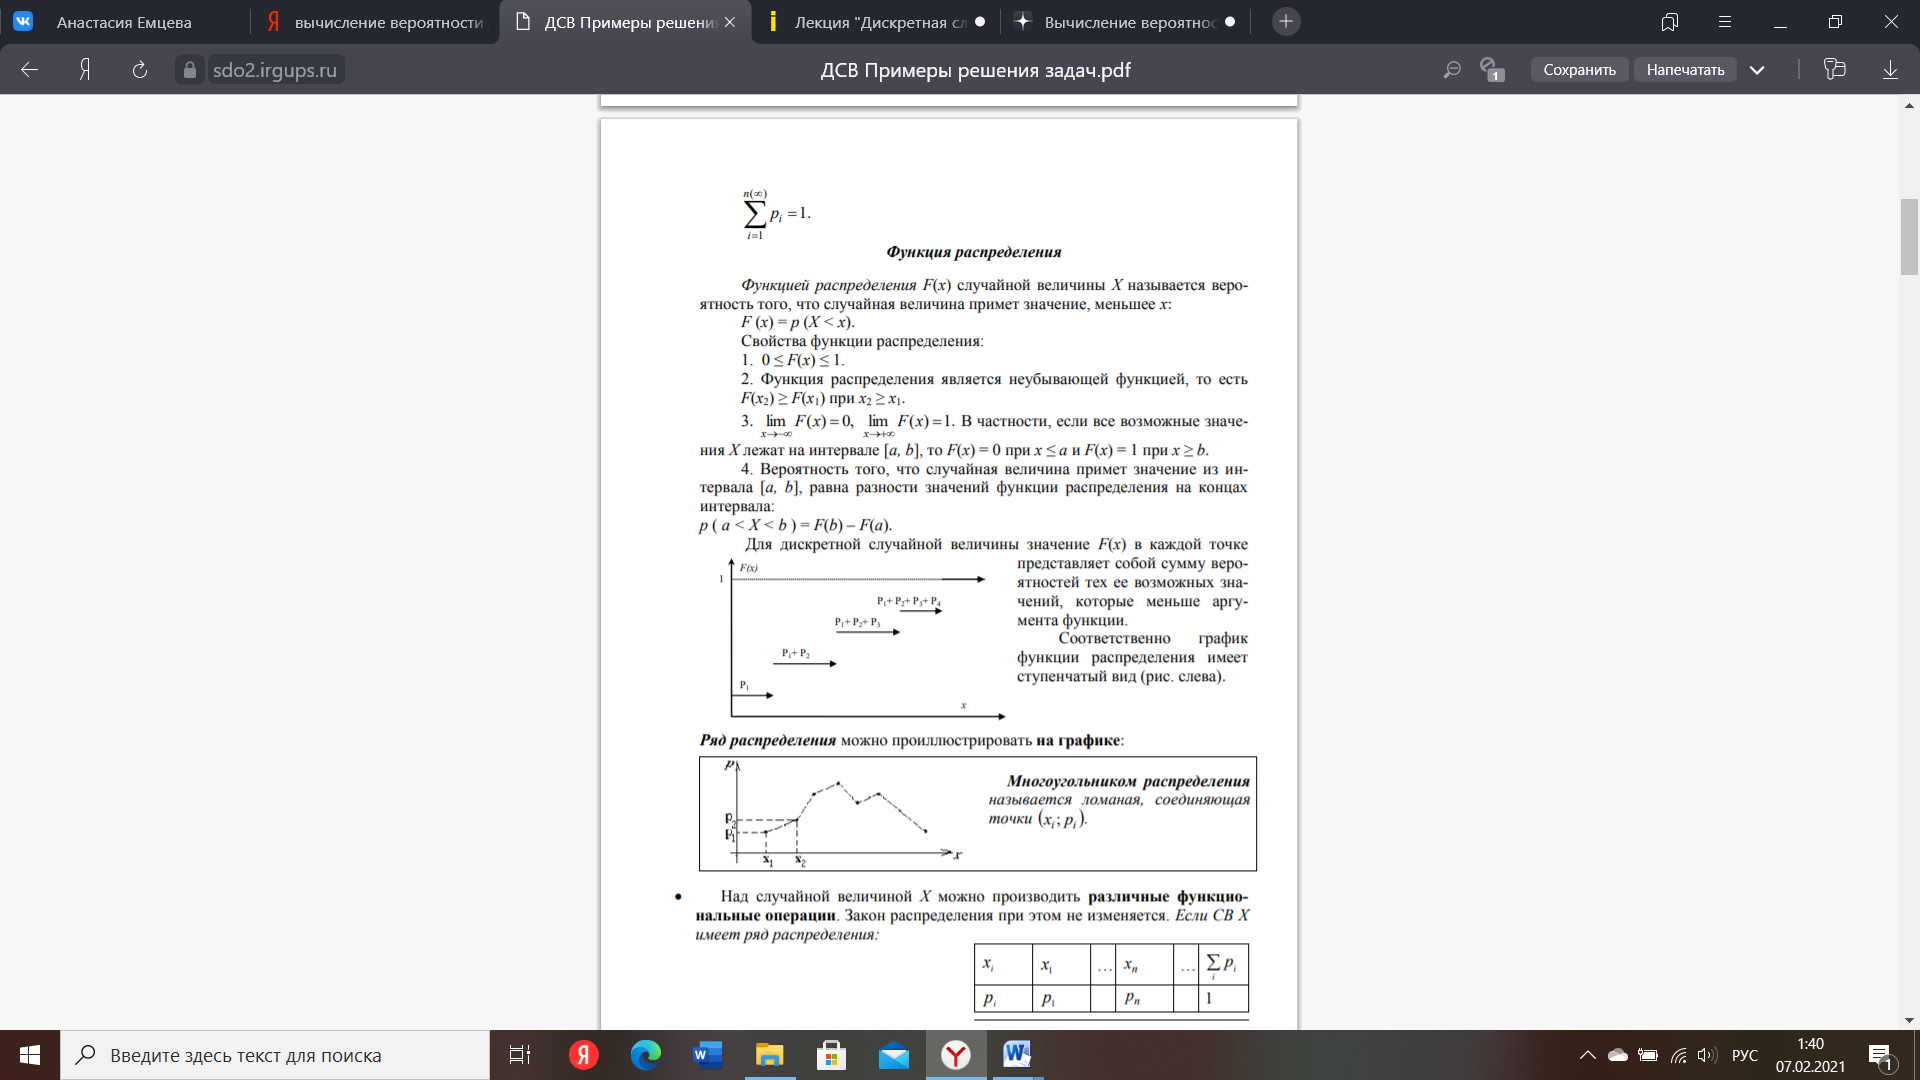 Анастасия Емцева
вычисление вероятности
ДСВ Примеры решени
Лекция "Дискретная сл
Вычисление вероятнос
sdo2.irgups.ru
ДСВ Примеры решения задач.pdf
1
Сохранить
Напечатать
n(∞)
∑ pᵢ = 1.
i=1
Функция распределения
Функцией распределения F(x) случайной величины X называется веро-
ятность того, что случайная величина примет значение, меньшее x:
F (x) = p (X < x).
Свойства функции распределения:
1. 0 ≤ F(x) ≤ 1.
2. Функция распределения является неубывающей функцией, то есть
F(x₂) ≥ F(x₁) при x₂ ≥ x₁.
3. lim F(x) = 0, lim F(x) = 1. В частности, если все возможные значе-
x→−∞ x→+∞
ния X лежат на интервале [a, b], то F(x) = 0 при x ≤ a и F(x) = 1 при x ≥ b.
4. Вероятность того, что случайная величина примет значение из ин-
тервала [a, b], равна разности значений функции распределения на концах
интервала:
p ( a < X < b ) = F(b) – F(a).
Для дискретной случайной величины значение F(x) в каждой точке
представляет собой сумму веро-
ятностей тех ее возможных зна-
чений, которые меньше аргу-
мента функции.
Соответственно график
функции распределения имеет
ступенчатый вид (рис. слева).
F(x)
1
P₁+ P₂+ P₃+ P₄
P₁+ P₂+ P₃
P₁+ P₂
P₁
x
Ряд распределения можно проиллюстрировать на графике:
p
p₂
p₁
x₁ x₂
x
Многоугольником распределения
называется ломаная, соединяющая
точки (xᵢ; pᵢ).
• Над случайной величиной X можно производить различные функцио-
нальные операции. Закон распределения при этом не изменяется. Если СВ X
имеет ряд распределения:
xᵢ x₁ … xₙ … ∑ pᵢ
i
pᵢ p₁ pₙ 1
Введите здесь текст для поиска
РУС
1:40
07.02.2021
1